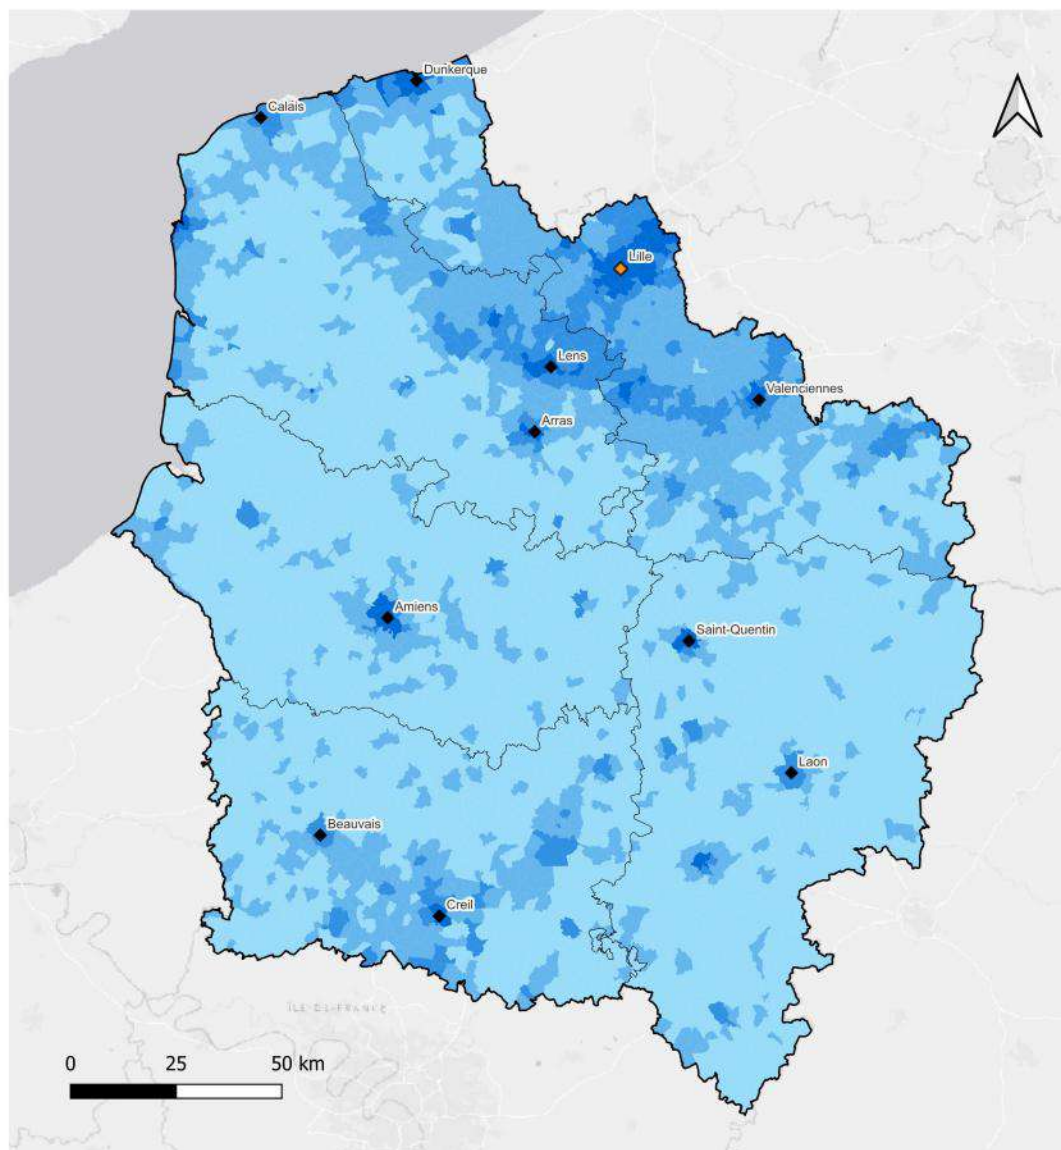 Dunkerque
Calais
Lille
Lens
Valenciennes
Arras
Amiens
Saint-Quentin
Laon
Beauvais
Creil
ÎLE-DE-FRANCE
0 25 50 km